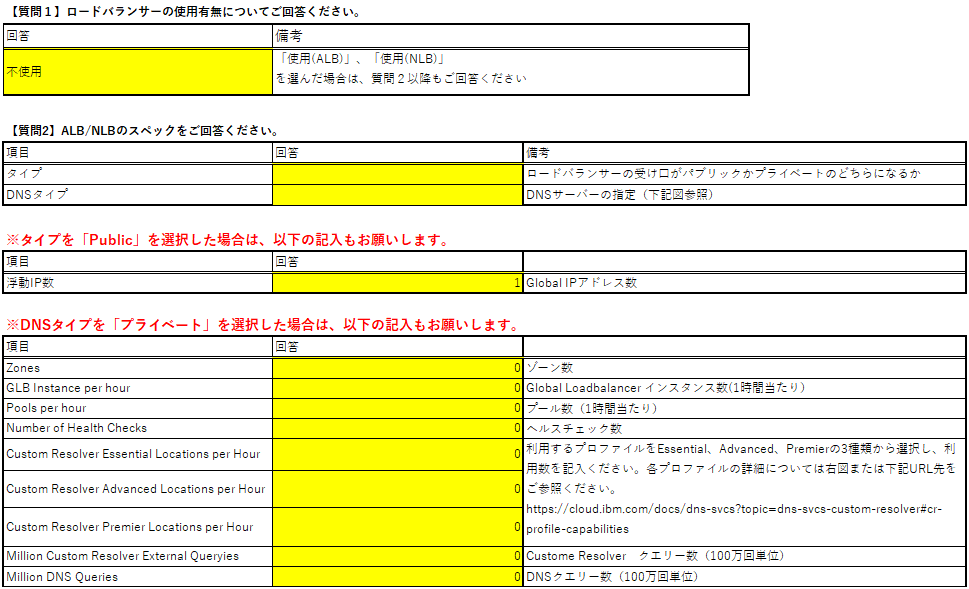 【質問１】ロードバランサーの使用有無についてご回答ください。
回答 備考
不使用 「使用(ALB)」、「使用(NLB)」
を選んだ場合は、質問２以降もご回答ください
【質問2】ALB/NLBのスペックをご回答ください。
項目 回答 備考
タイプ ロードバランサーの受け口がパブリックかプライベートのどちらになるか
DNSタイプ DNSサーバーの指定（下記図参照）
※タイプを「Public」を選択した場合は、以下の記入もお願いします。
項目 回答
浮動IP数 1 Global IPアドレス数
※DNSタイプを「プライベート」を選択した場合は、以下の記入もお願いします。
項目 回答
Zones 0 ゾーン数
GLB Instance per hour 0 Global Loadbalancer インスタンス数(1時間当たり)
Pools per hour 0 プール数（1時間当たり）
Number of Health Checks 0 ヘルスチェック数
Custom Resolver Essential Locations per Hour 0 利用するプロファイルをEssential、Advanced、Premierの3種類から選択し、利
用数を記入ください。各プロファイルの詳細については右図または下記URL先を
Custom Resolver Advanced Locations per Hour 0 ご参照ください。
https://cloud.ibm.com/docs/dns-svcs?topic=dns-svcs-custom-resolver#cr-
Custom Resolver Premier Locations per Hour 0 profile-capabilities
Million Custom Resolver External Queryies 0 Custome Resolver　クエリー数（100万回単位）
Million DNS Queries 0 DNSクエリー数（100万回単位）